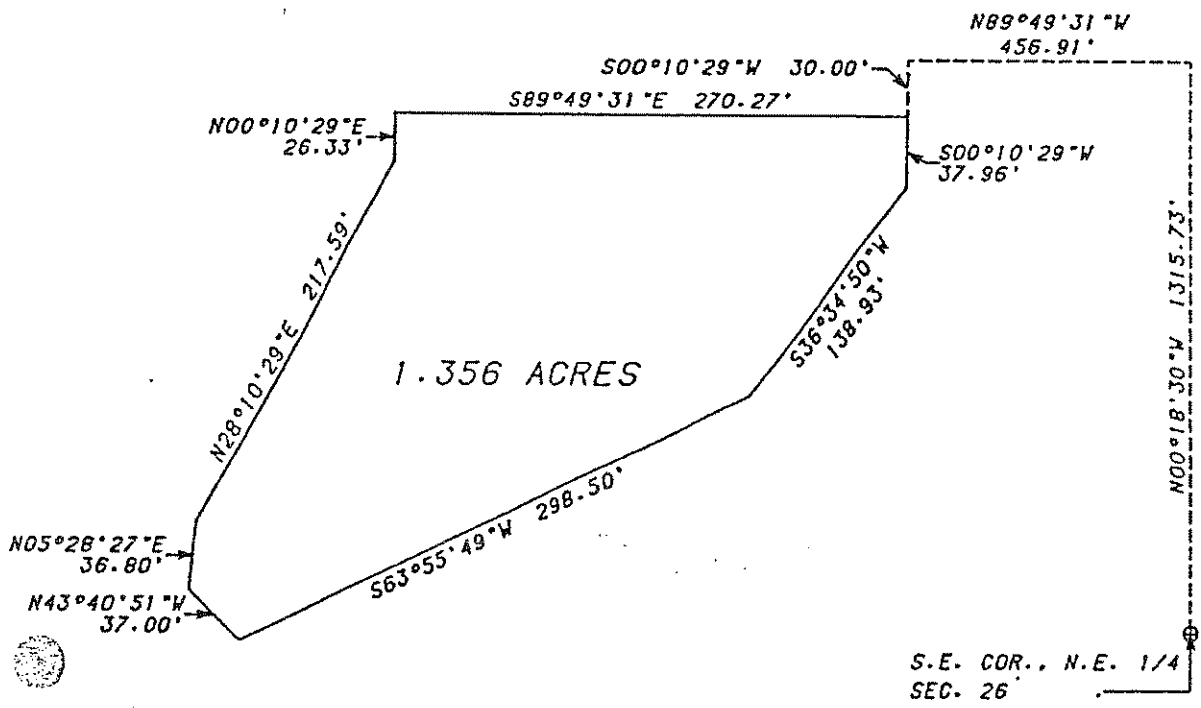 N89°49'31"W
456.91'
S00°10'29"W 30.00'
S89°49'31"E 270.27'
N00°10'29"E
26.33'
S00°10'29"W
37.96'
N28°10'29"E 217.59'
S36°34'50"W
138.93'
N00°18'30"W 1315.73'
1.356 ACRES
S63°55'49"W 298.50'
N05°28'27"E
36.80'
N43°40'51"W
37.00'
S.E. COR., N.E. 1/4
SEC. 26